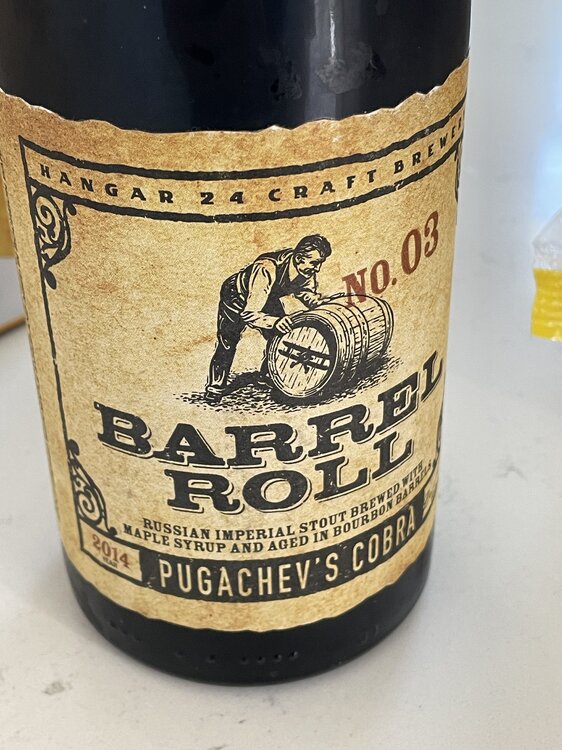 HANGAR 24 CRAFT
NO. 03
BARREL
ROLL
RUSSIAN IMPERIAL STOUT BREWED WITH
MAPLE SYRUP AND AGED IN BOURBON BARRELS
2014
PUGACHEV'S COBRA